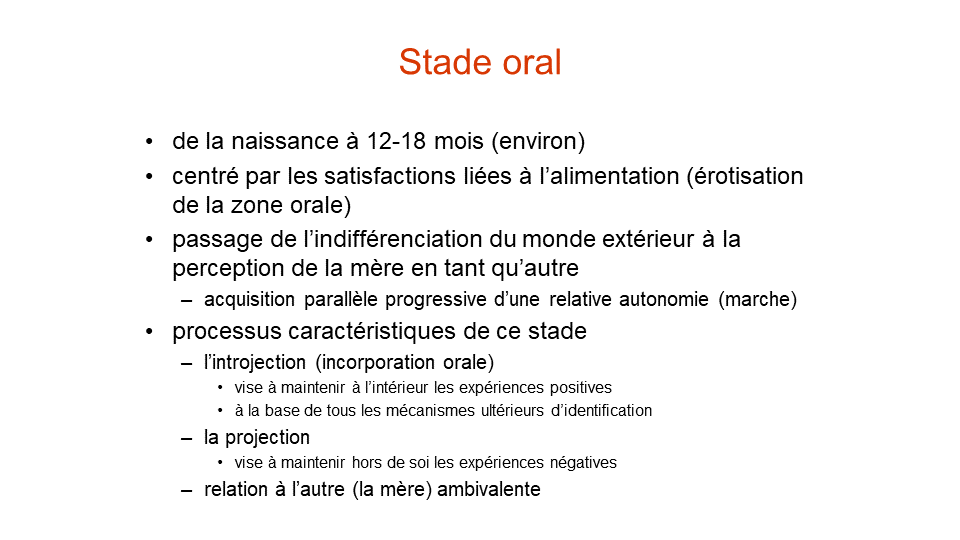 Stade oral
• de la naissance à 12-18 mois (environ)
• centré par les satisfactions liées à l’alimentation (érotisation
de la zone orale)
• passage de l’indifférenciation du monde extérieur à la
perception de la mère en tant qu’autre
– acquisition parallèle progressive d’une relative autonomie (marche)
• processus caractéristiques de ce stade
– l’introjection (incorporation orale)
• vise à maintenir à l’intérieur les expériences positives
• à la base de tous les mécanismes ultérieurs d’identification
– la projection
• vise à maintenir hors de soi les expériences négatives
– relation à l’autre (la mère) ambivalente